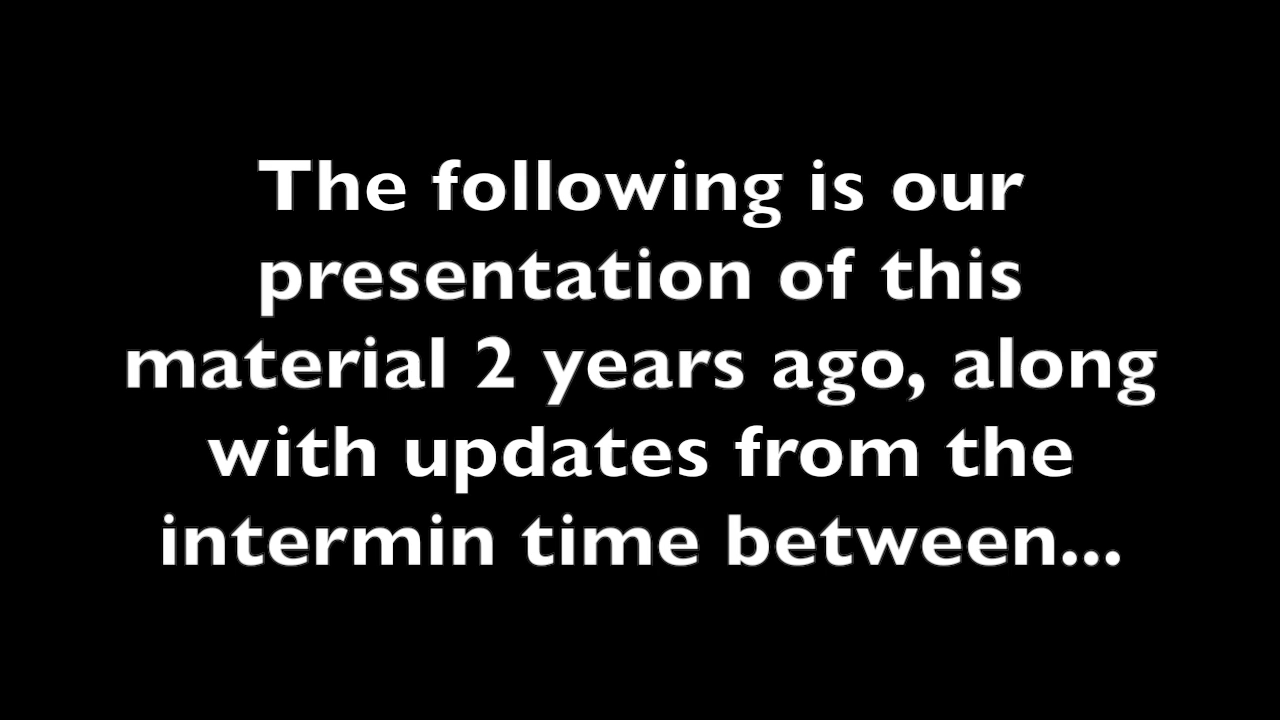 The following is our
presentation of this
material 2 years ago, along
with updates from the
intermin time between...